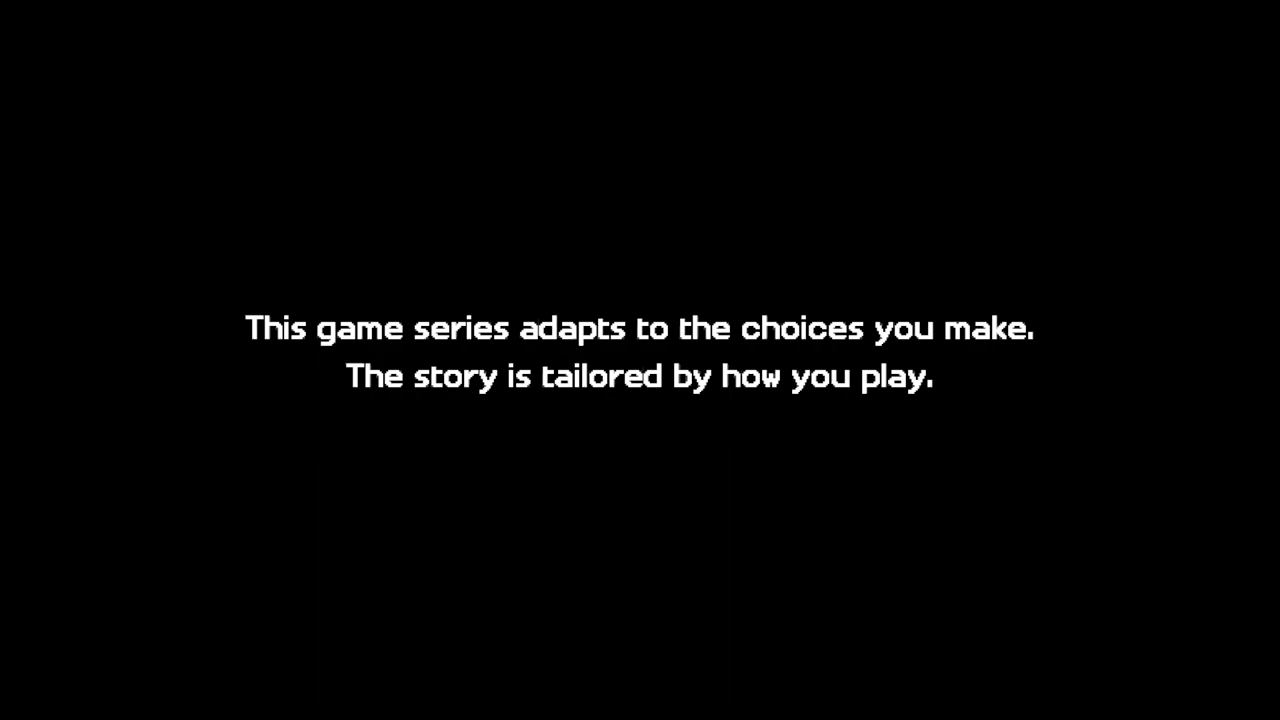 This game series adapts to the choices you make.
The story is tailored by how you play.